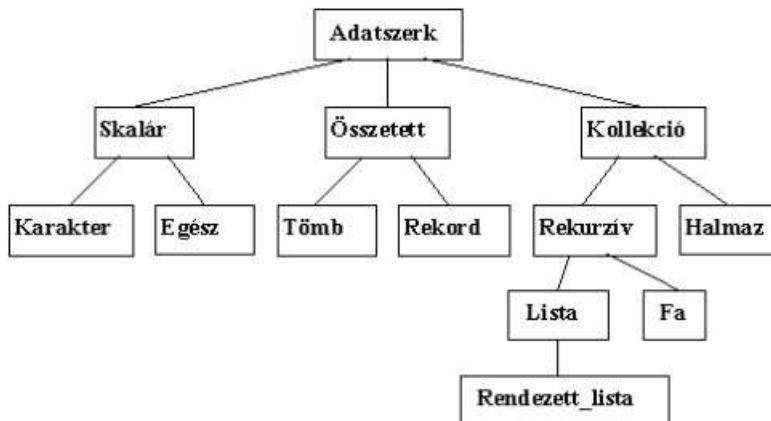 Adatszerk
Skalár
Összetett
Kollekció
Karakter
Egész
Tömb
Rekord
Rekurzív
Halmaz
Lista
Fa
Rendezett_lista